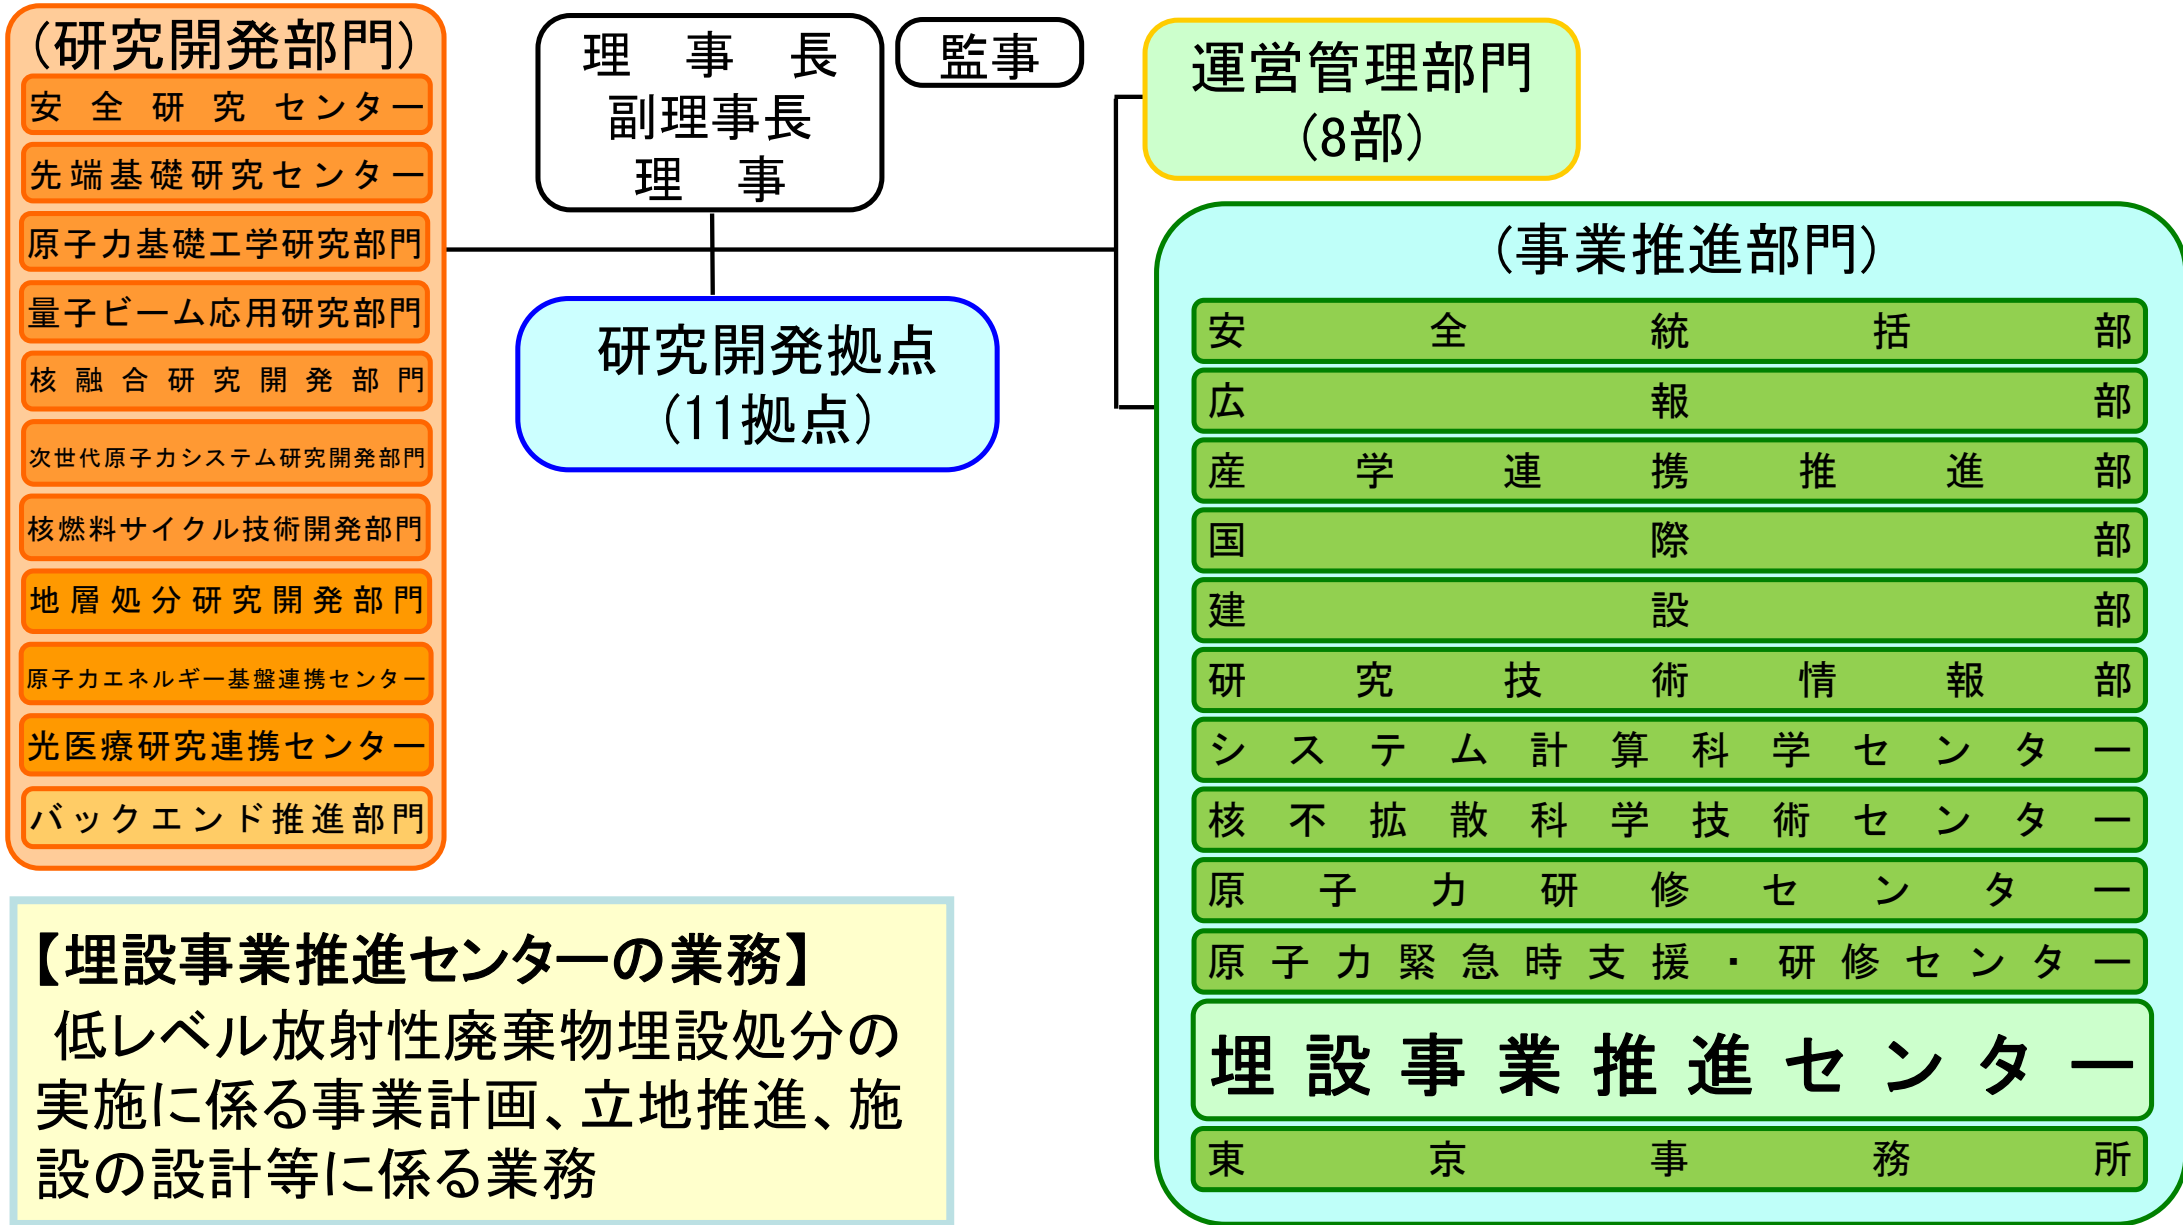 （研究開発部門）
安全研究センター
先端基礎研究センター
原子力基礎工学研究部門
量子ビーム応用研究部門
核融合研究開発部門
次世代原子力システム研究開発部門
核燃料サイクル技術開発部門
地層処分研究開発部門
原子力エネルギー基盤連携センター
光医療研究連携センター
バックエンド推進部門
理　事　長
副理事長
理　事
監事
研究開発拠点
（11拠点）
運営管理部門
（8部）
（事業推進部門）
安全統括部
広報部
産学連携推進部
国際部
建設部
研究技術情報部
システム計算科学センター
核不拡散科学技術センター
原子力研修センター
原子力緊急時支援・研修センター
埋設事業推進センター
東京事務所
【埋設事業推進センターの業務】
低レベル放射性廃棄物埋設処分の
実施に係る事業計画、立地推進、施
設の設計等に係る業務